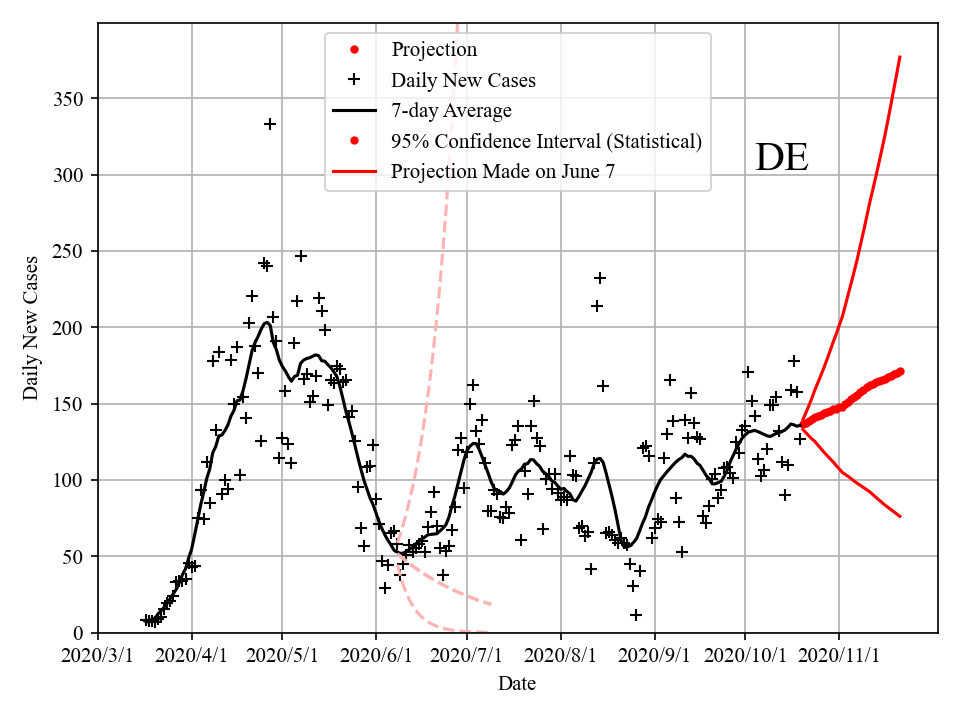 Projection
Daily New Cases
7-day Average
95% Confidence Interval (Statistical)
Projection Made on June 7
DE
Daily New Cases
350
300
250
200
150
100
50
0
2020/3/1 2020/4/1 2020/5/1 2020/6/1 2020/7/1 2020/8/1 2020/9/1 2020/10/1 2020/11/1
Date